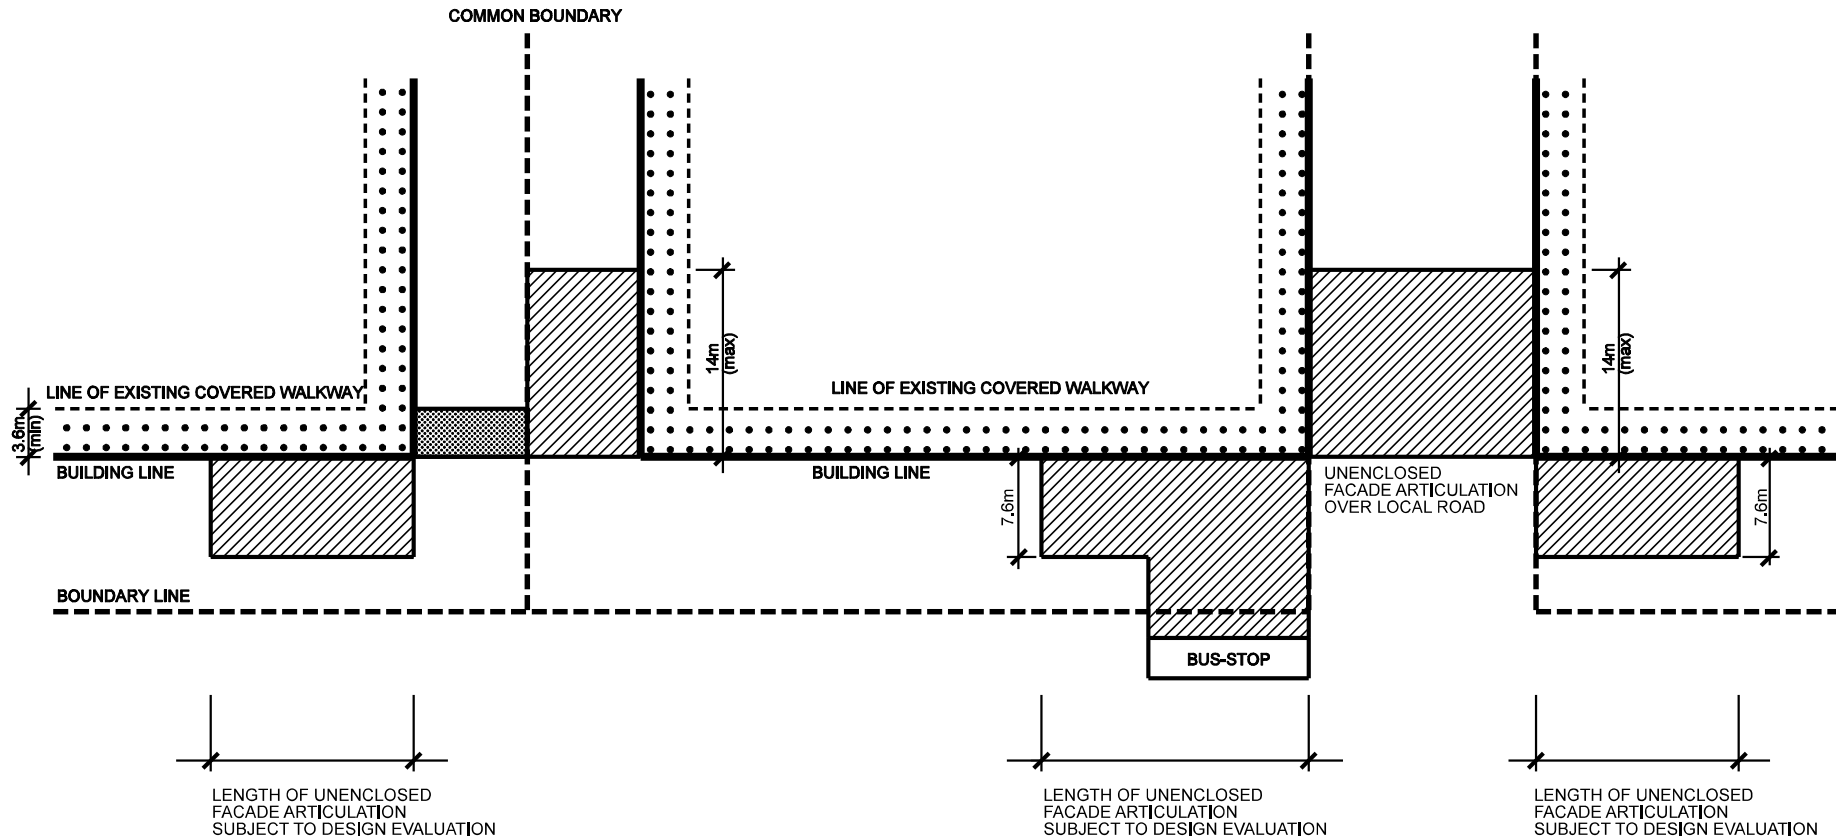 COMMON BOUNDARY
14m
(max)
14m
(max)
LINE OF EXISTING COVERED WALKWAY
LINE OF EXISTING COVERED WALKWAY
3.6m
(min)
BUILDING LINE
BUILDING LINE
UNENCLOSED
FACADE ARTICULATION
OVER LOCAL ROAD
7.6m
7.6m
BOUNDARY LINE
BUS-STOP
LENGTH OF UNENCLOSED
FACADE ARTICULATION
SUBJECT TO DESIGN EVALUATION
LENGTH OF UNENCLOSED
FACADE ARTICULATION
SUBJECT TO DESIGN EVALUATION
LENGTH OF UNENCLOSED
FACADE ARTICULATION
SUBJECT TO DESIGN EVALUATION